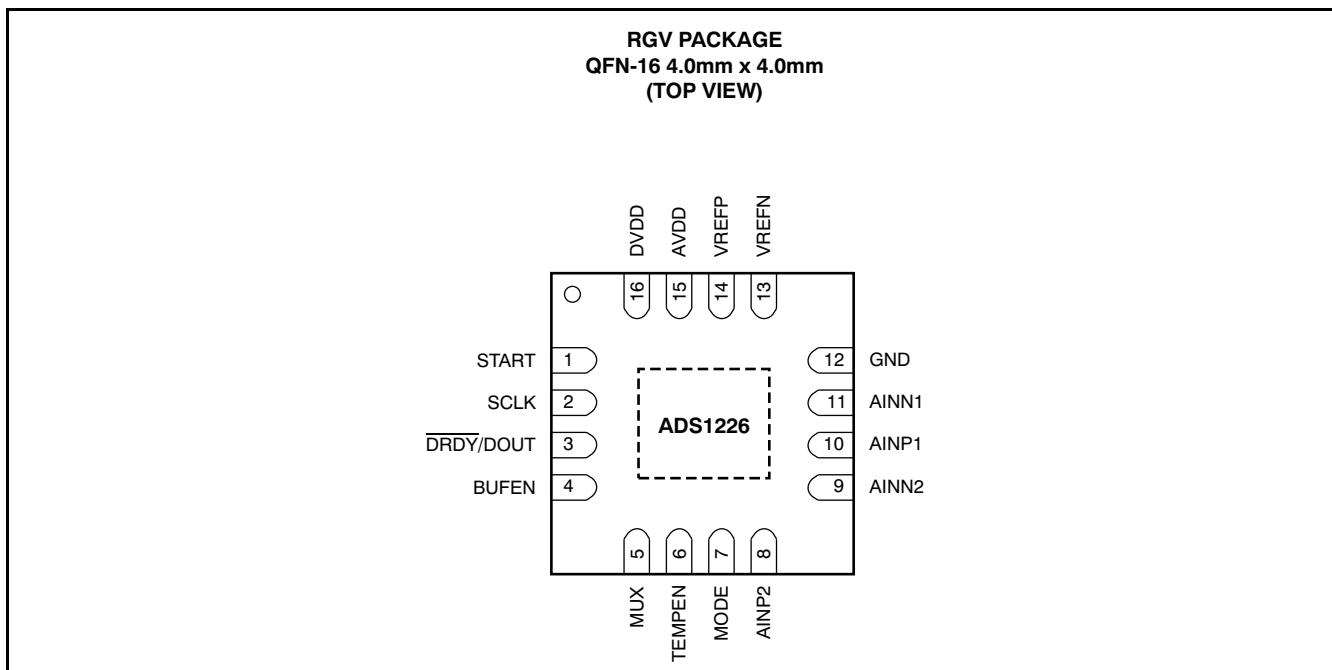 RGV PACKAGE
QFN-16 4.0mm x 4.0mm
(TOP VIEW)
DVDD
AVDD
VREFP
VREFN
16
15
14
13
START 1
12 GND
SCLK 2
11 AINN1
ADS1226
DRDY/DOUT 3
10 AINP1
BUFEN 4
9 AINN2
5
6
7
8
MUX
TEMPEN
MODE
AINP2